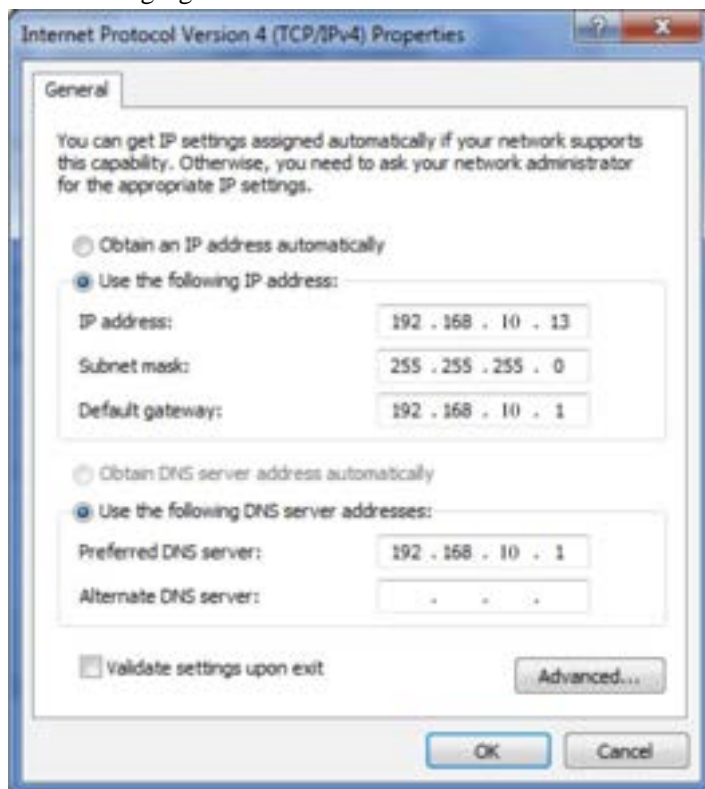 Internet Protocol Version 4 (TCP/IPv4) Properties
?
X
General
You can get IP settings assigned automatically if your network supports
this capability. Otherwise, you need to ask your network administrator
for the appropriate IP settings.
Obtain an IP address automatically
Use the following IP address:
IP address: 192 . 168 . 10 . 13
Subnet mask: 255 . 255 . 255 . 0
Default gateway: 192 . 168 . 10 . 1
Obtain DNS server address automatically
Use the following DNS server addresses:
Preferred DNS server: 192 . 168 . 10 . 1
Alternate DNS server: . . .
Validate settings upon exit
Advanced...
OK Cancel